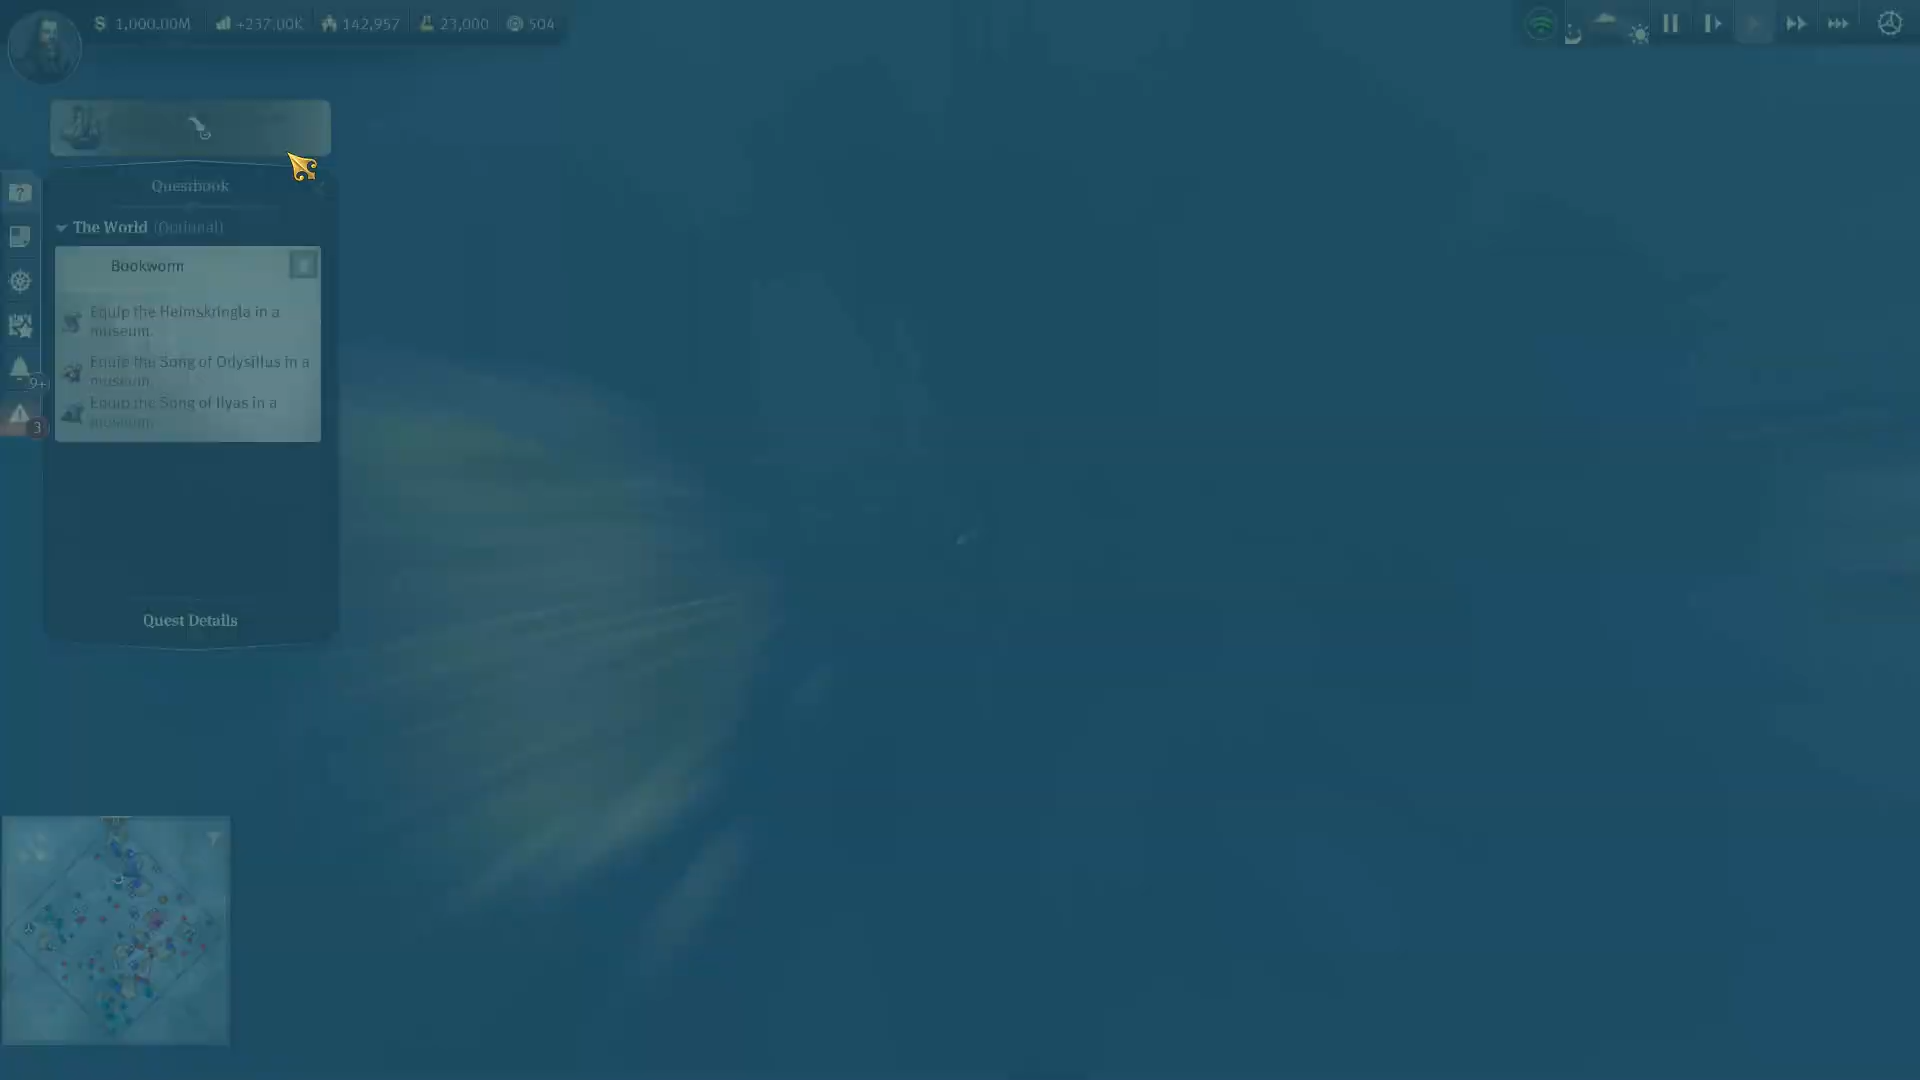 1,000.00M +237.00K 142,957 23,000 504
Questbook
The World (Optional)
Bookworm
Equip the Heimskringla in a
museum.
Equip the Song of Odysillus in a
museum.
Equip the Song of Ilyas in a
museum.
9+
3
Quest Details